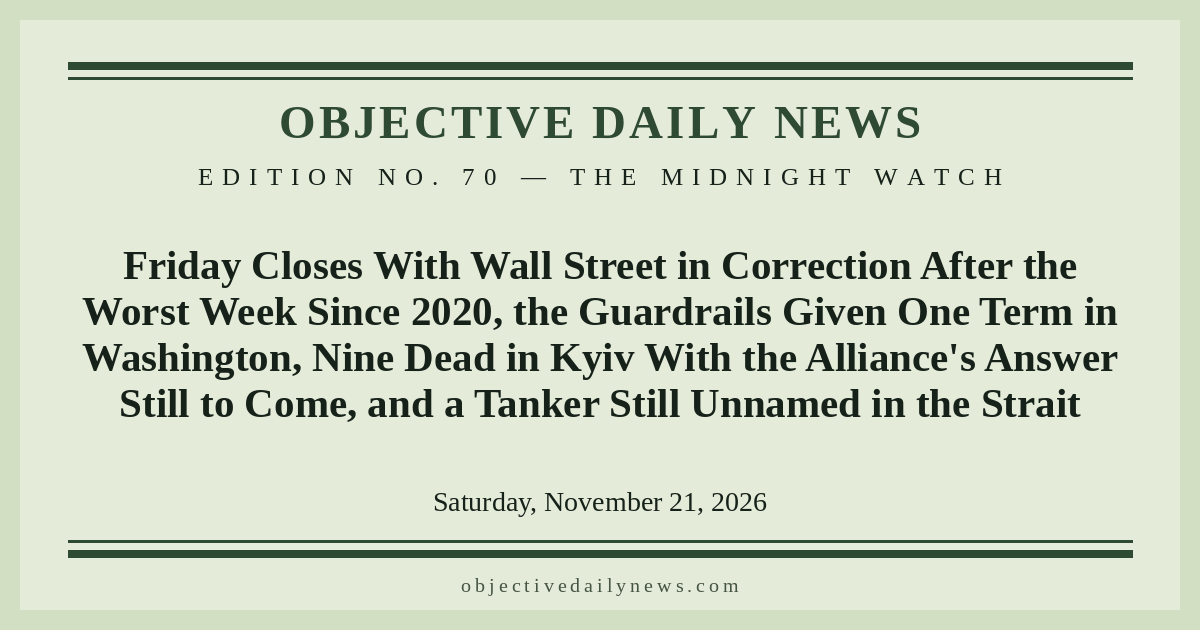 OBJECTIVE DAILY NEWS
EDITION NO. 70 — THE MIDNIGHT WATCH
Friday Closes With Wall Street in Correction After the
Worst Week Since 2020, the Guardrails Given One Term in
Washington, Nine Dead in Kyiv With the Alliance's Answer
Still to Come, and a Tanker Still Unnamed in the Strait
Saturday, November 21, 2026
objectivedailynews.com